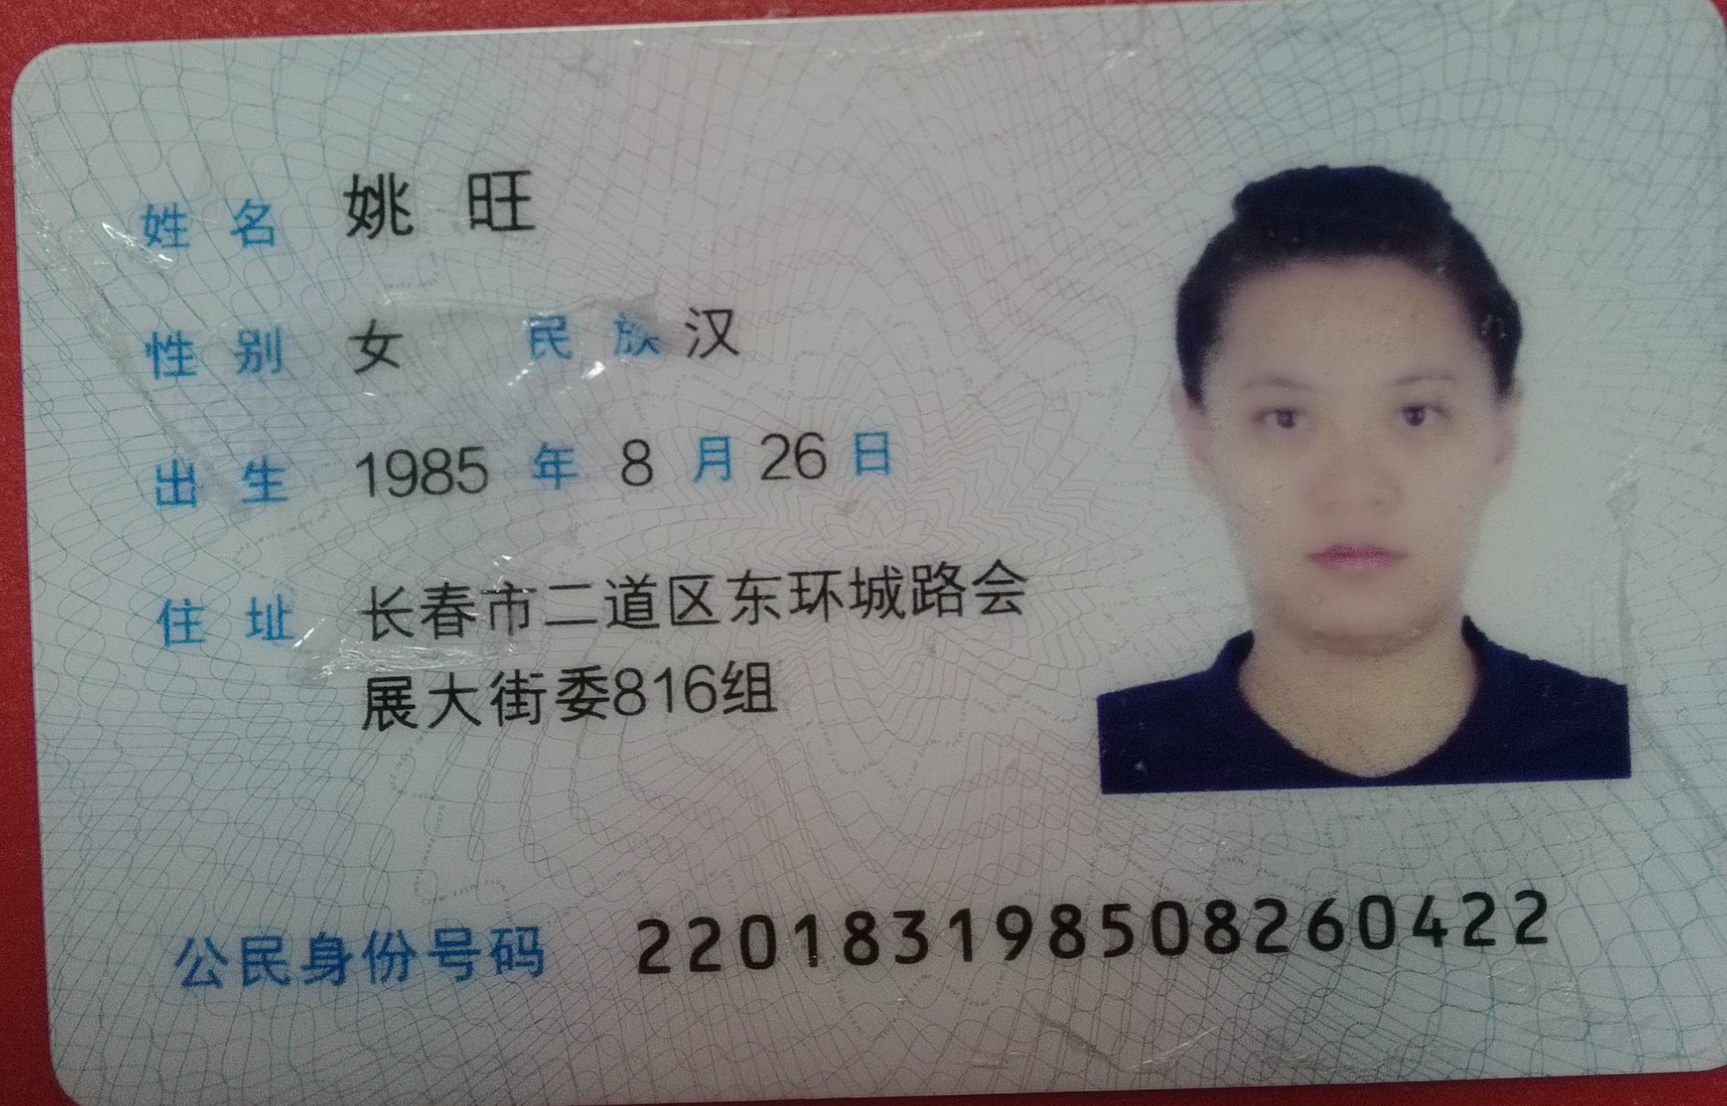 姓名 姚旺
性别 女 民族 汉
出生 1985 年 8 月 26 日
住址 长春市二道区东环城路会
展大街委816组
公民身份号码 220183198508260422